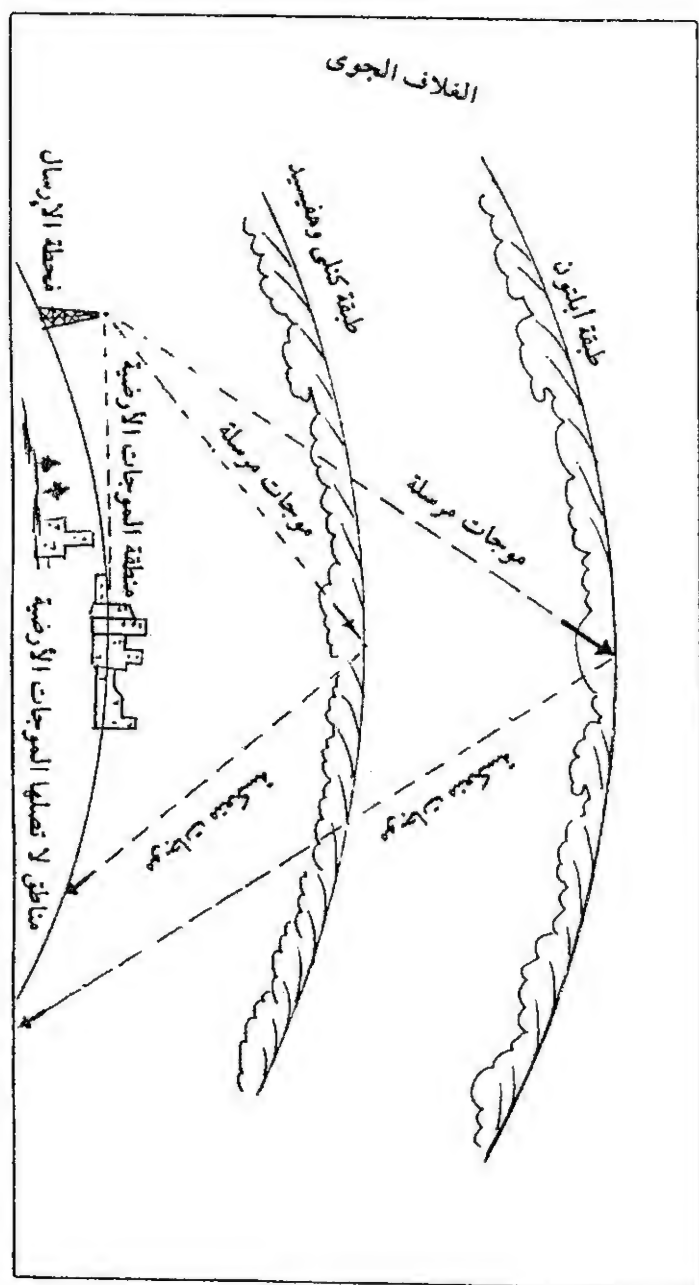 الغلاف الجوى
طبقة أبلتون
طبقة كنلى وهفيسيد
موجات مرسلة
موجات مرسلة
موجات منعكسة
موجات منعكسة
محطة الإرسال
منطقة الموجات الأرضية
مناطق لا تصلها الموجات الأرضية